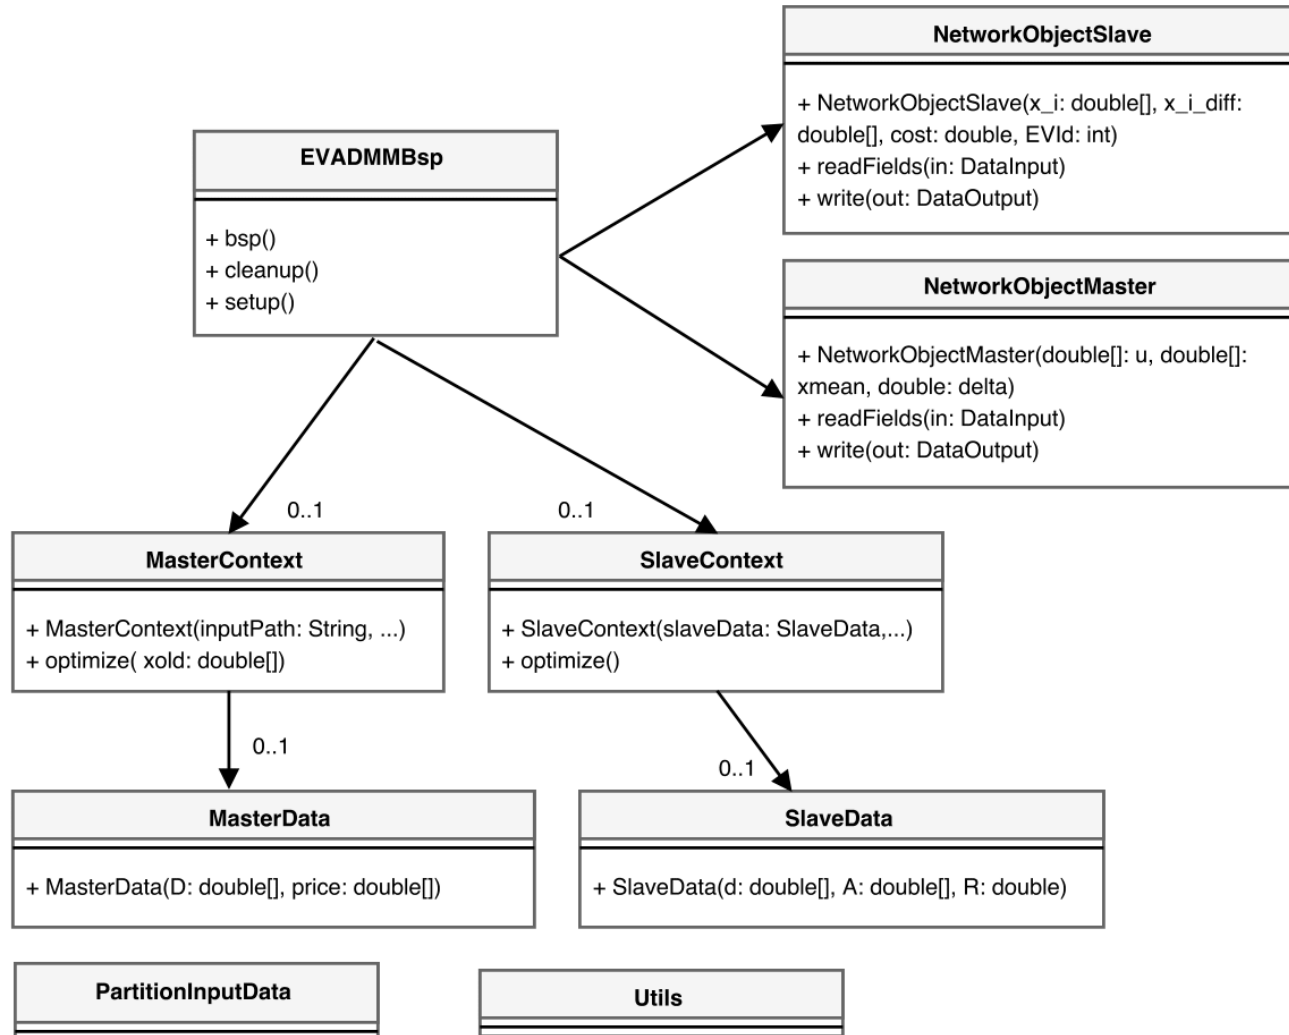 NetworkObjectSlave
+ NetworkObjectSlave(x_i: double[], x_i_diff:
double[], cost: double, EVId: int)
+ readFields(in: DataInput)
+ write(out: DataOutput)
EVADMMBsp
+ bsp()
+ cleanup()
+ setup()
NetworkObjectMaster
+ NetworkObjectMaster(double[]: u, double[]:
xmean, double: delta)
+ readFields(in: DataInput)
+ write(out: DataOutput)
0..1
0..1
MasterContext
+ MasterContext(inputPath: String, ...)
+ optimize( xold: double[])
SlaveContext
+ SlaveContext(slaveData: SlaveData,...)
+ optimize()
0..1
0..1
MasterData
+ MasterData(D: double[], price: double[])
SlaveData
+ SlaveData(d: double[], A: double[], R: double)
PartitionInputData
Utils